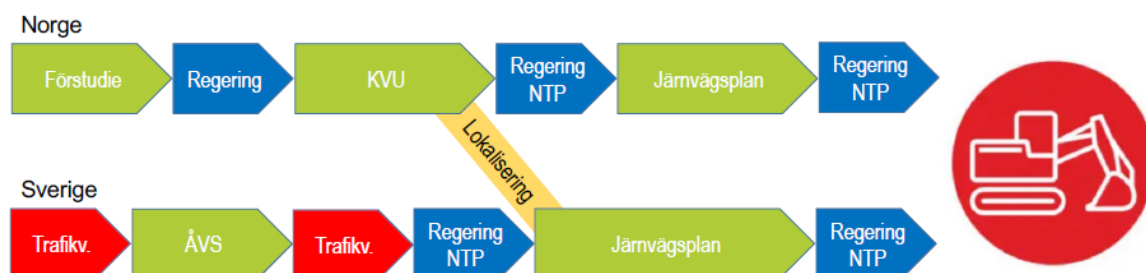 Norge
Förstudie
Regering
KVU
Regering
NTP
Järnvägsplan
Regering
NTP
Lokalisering
Sverige
Trafikv.
ÅVS
Trafikv.
Regering
NTP
Järnvägsplan
Regering
NTP